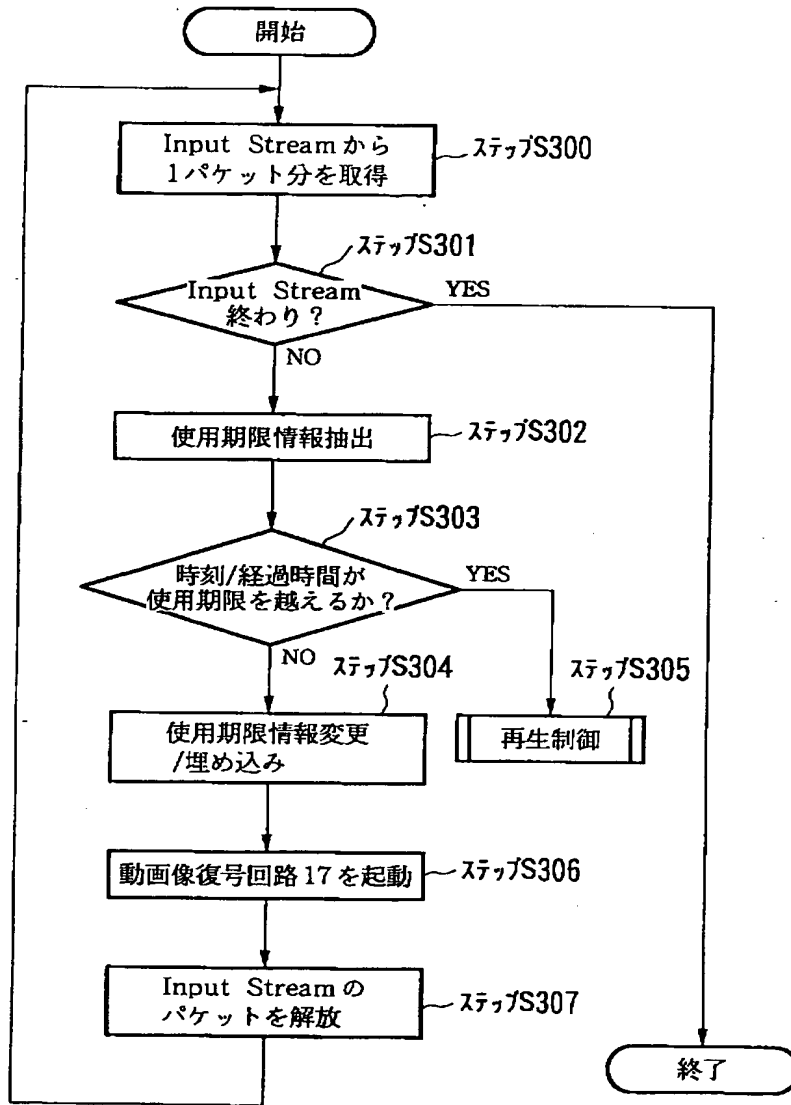 開始
Input Streamから
1パケット分を取得
ステップS300
ステップS301
Input Stream
終わり？
YES
NO
使用期限情報抽出
ステップS302
ステップS303
時刻/経過時間が
使用期限を越えるか？
YES
NO
ステップS304
ステップS305
使用期限情報変更
/埋め込み
再生制御
動画像復号回路17を起動
ステップS306
Input Streamの
パケットを解放
ステップS307
終了